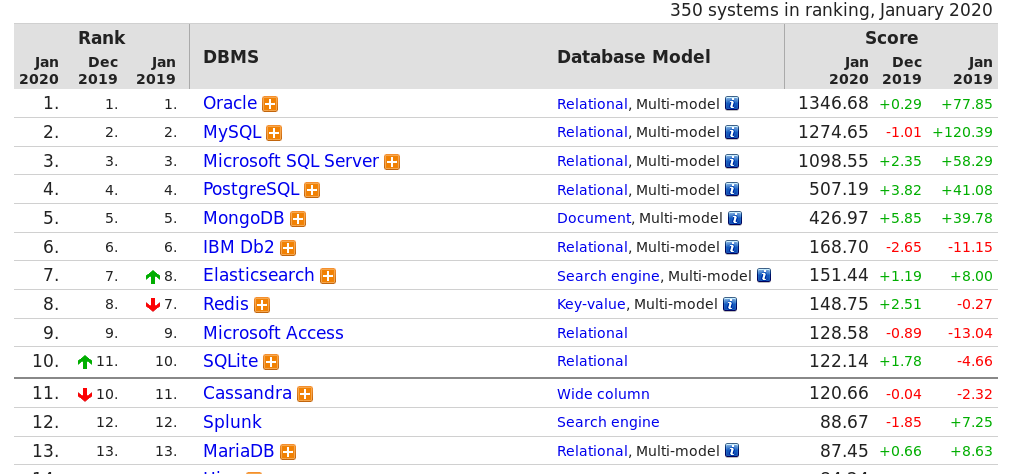 350 systems in ranking, January 2020
Rank DBMS Database Model Score
Jan 2020 Dec 2019 Jan 2019 Jan 2020 Dec 2019 Jan 2019
1. 1. 1. Oracle Relational, Multi-model 1346.68 +0.29 +77.85
2. 2. 2. MySQL Relational, Multi-model 1274.65 -1.01 +120.39
3. 3. 3. Microsoft SQL Server Relational, Multi-model 1098.55 +2.35 +58.29
4. 4. 4. PostgreSQL Relational, Multi-model 507.19 +3.82 +41.08
5. 5. 5. MongoDB Document, Multi-model 426.97 +5.85 +39.78
6. 6. 6. IBM Db2 Relational, Multi-model 168.70 -2.65 -11.15
7. 7. 8. Elasticsearch Search engine, Multi-model 151.44 +1.19 +8.00
8. 8. 7. Redis Key-value, Multi-model 148.75 +2.51 -0.27
9. 9. 9. Microsoft Access Relational 128.58 -0.89 -13.04
10. 11. 10. SQLite Relational 122.14 +1.78 -4.66
11. 10. 11. Cassandra Wide column 120.66 -0.04 -2.32
12. 12. 12. Splunk Search engine 88.67 -1.85 +7.25
13. 13. 13. MariaDB Relational, Multi-model 87.45 +0.66 +8.63